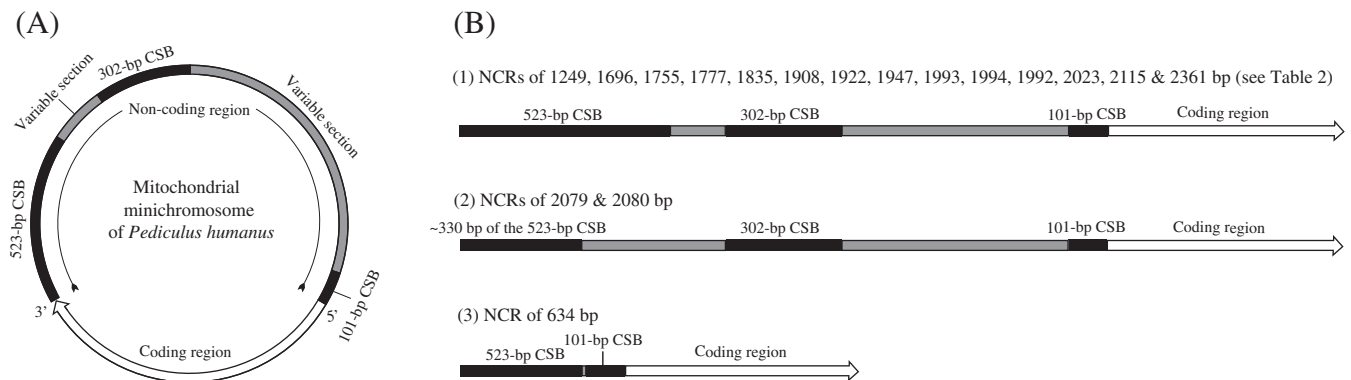 (A)
Variable section
302-bp CSB
Variable section
Non-coding region
Mitochondrial
minichromosome
of Pediculus humanus
523-bp CSB
3'
5'
101-bp CSB
Coding region
(B)
(1) NCRs of 1249, 1696, 1755, 1777, 1835, 1908, 1922, 1947, 1993, 1994, 1992, 2023, 2115 & 2361 bp (see Table 2)
523-bp CSB 302-bp CSB 101-bp CSB Coding region
(2) NCRs of 2079 & 2080 bp
~330 bp of the 523-bp CSB 302-bp CSB 101-bp CSB Coding region
(3) NCR of 634 bp
101-bp CSB
523-bp CSB Coding region